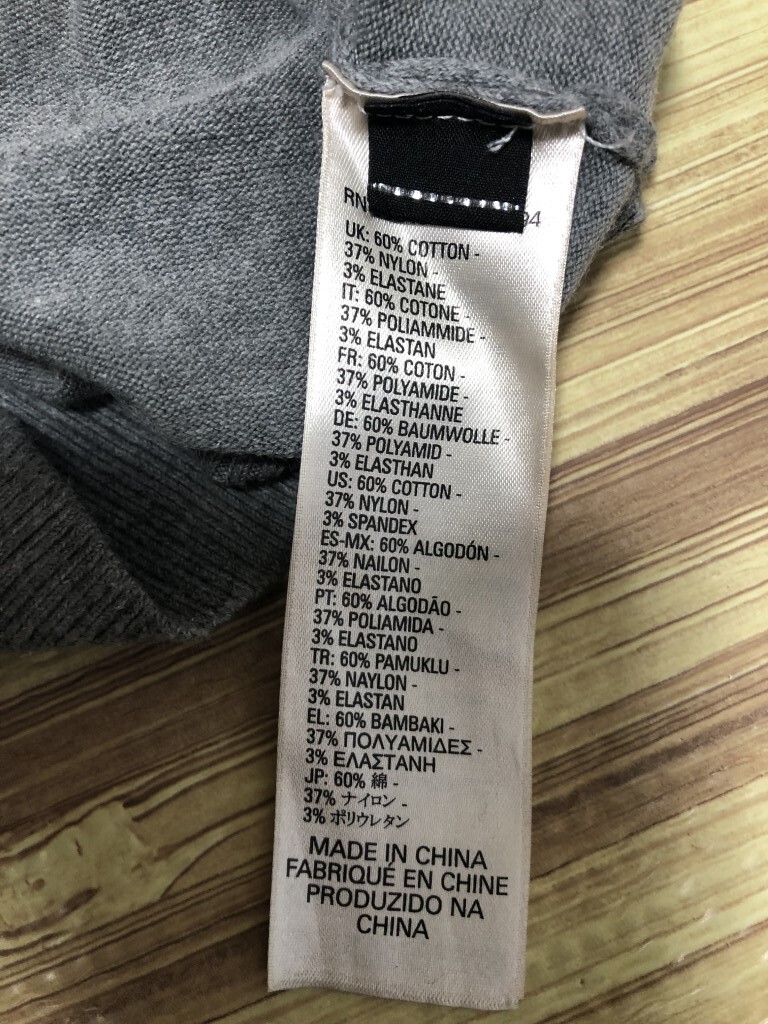 RN
94
UK: 60% COTTON -
37% NYLON -
3% ELASTANE
IT: 60% COTONE -
37% POLIAMMIDE -
3% ELASTAN
FR: 60% COTON -
37% POLYAMIDE -
3% ELASTHANNE
DE: 60% BAUMWOLLE -
37% POLYAMID -
3% ELASTHAN
US: 60% COTTON -
37% NYLON -
3% SPANDEX
ES-MX: 60% ALGODÓN -
37% NAILON -
3% ELASTANO
PT: 60% ALGODÃO -
37% POLIAMIDA -
3% ELASTANO
TR: 60% PAMUKLU -
37% NAYLON -
3% ELASTAN
EL: 60% BAMBAKI -
37% ΠΟΛΥΑΜΙΔΕΣ -
3% ΕΛΑΣΤΑΝΗ
JP: 60% 綿 -
37% ナイロン -
3% ポリウレタン
MADE IN CHINA
FABRIQUÉ EN CHINE
PRODUZIDO NA
CHINA